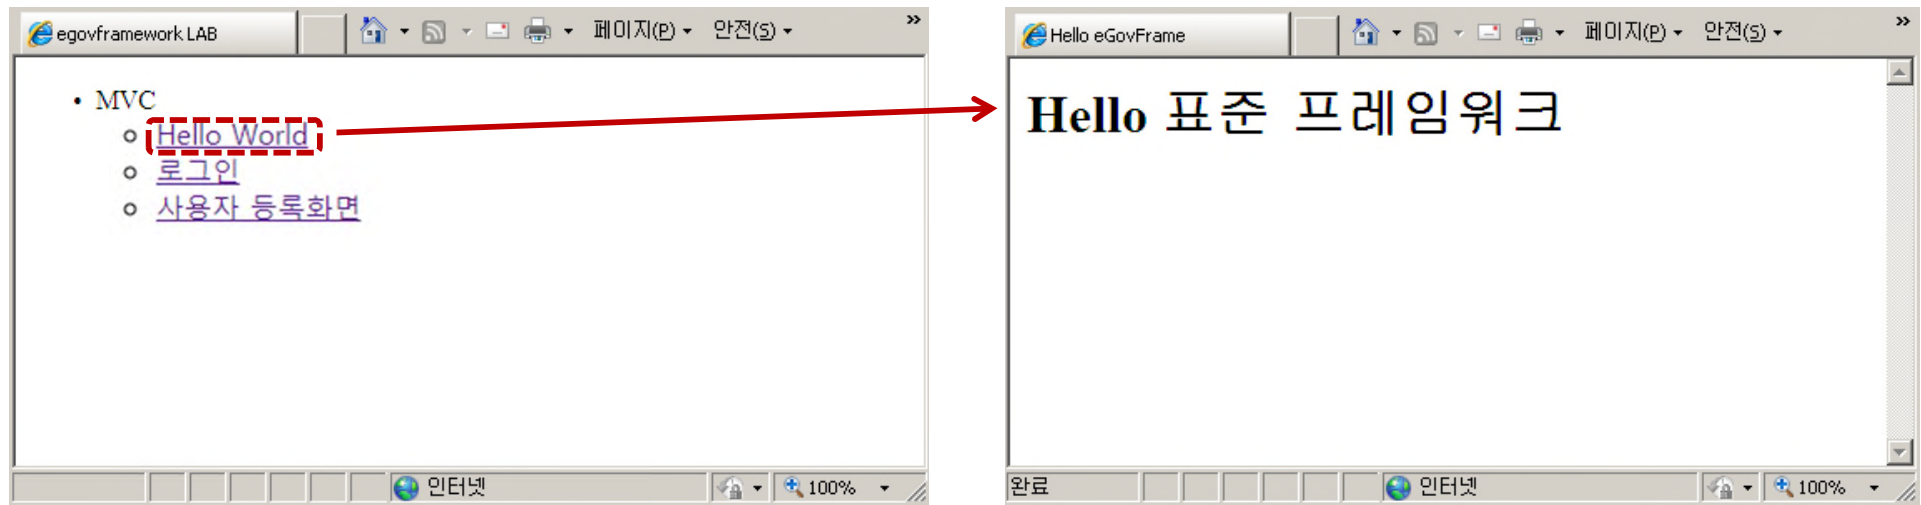 egovframework LAB
페이지(P)
안전(S)
»
• MVC
Hello World
로그인
사용자 등록화면
인터넷
100%
Hello eGovFrame
페이지(P)
안전(S)
»
Hello 표준 프레임워크
완료
인터넷
100%